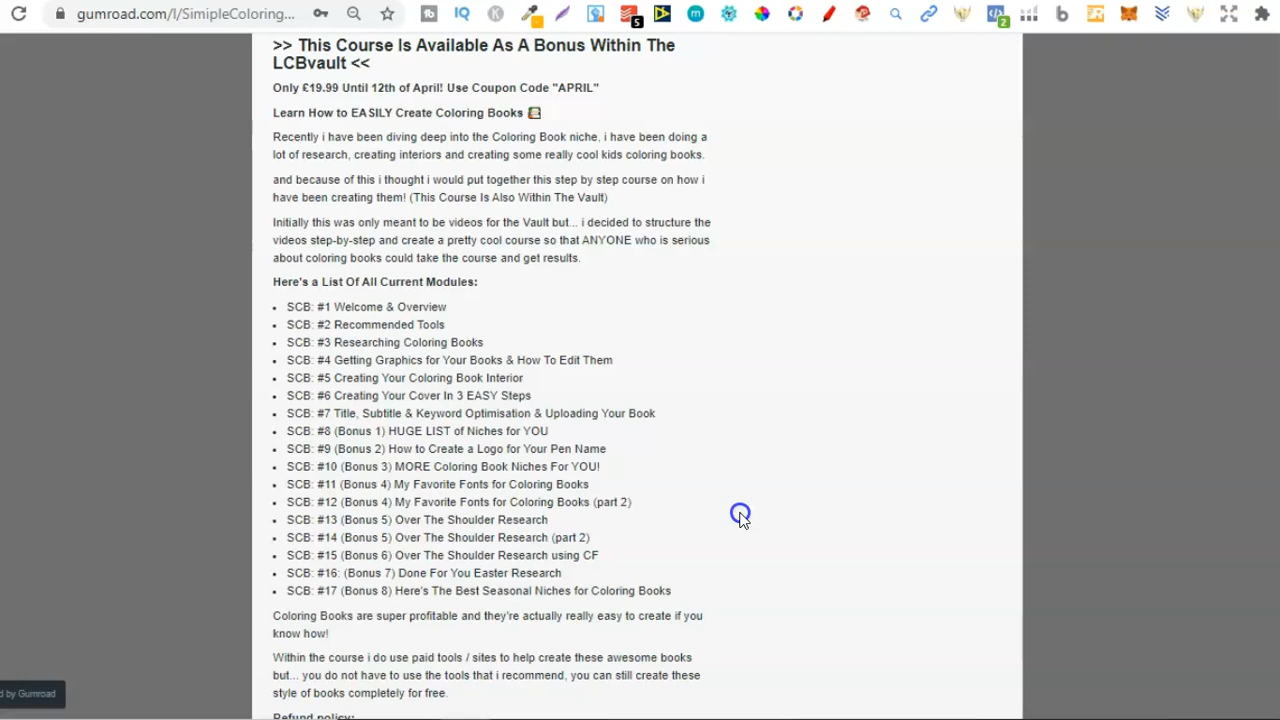 gumroad.com/l/SimipleColoring...
>> This Course Is Available As A Bonus Within The
LCBvault <<
Only £19.99 Until 12th of April! Use Coupon Code "APRIL"
Learn How to EASILY Create Coloring Books
Recently i have been diving deep into the Coloring Book niche, i have been doing a
lot of research, creating interiors and creating some really cool kids coloring books.
and because of this i thought i would put together this step by step course on how i
have been creating them! (This Course Is Also Within The Vault)
Initially this was only meant to be videos for the Vault but... i decided to structure the
videos step-by-step and create a pretty cool course so that ANYONE who is serious
about coloring books could take the course and get results.
Here's a List Of All Current Modules:
SCB: #1 Welcome & Overview
SCB: #2 Recommended Tools
SCB: #3 Researching Coloring Books
SCB: #4 Getting Graphics for Your Books & How To Edit Them
SCB: #5 Creating Your Coloring Book Interior
SCB: #6 Creating Your Cover In 3 EASY Steps
SCB: #7 Title, Subtitle & Keyword Optimisation & Uploading Your Book
SCB: #8 (Bonus 1) HUGE LIST of Niches for YOU
SCB: #9 (Bonus 2) How to Create a Logo for Your Pen Name
SCB: #10 (Bonus 3) MORE Coloring Book Niches For YOU!
SCB: #11 (Bonus 4) My Favorite Fonts for Coloring Books
SCB: #12 (Bonus 4) My Favorite Fonts for Coloring Books (part 2)
SCB: #13 (Bonus 5) Over The Shoulder Research
SCB: #14 (Bonus 5) Over The Shoulder Research (part 2)
SCB: #15 (Bonus 6) Over The Shoulder Research using CF
SCB: #16: (Bonus 7) Done For You Easter Research
SCB: #17 (Bonus 8) Here's The Best Seasonal Niches for Coloring Books
Coloring Books are super profitable and they're actually really easy to create if you
know how!
Within the course i do use paid tools / sites to help create these awesome books
but... you do not have to use the tools that i recommend, you can still create these
style of books completely for free.
d by Gumroad
Refund policy: